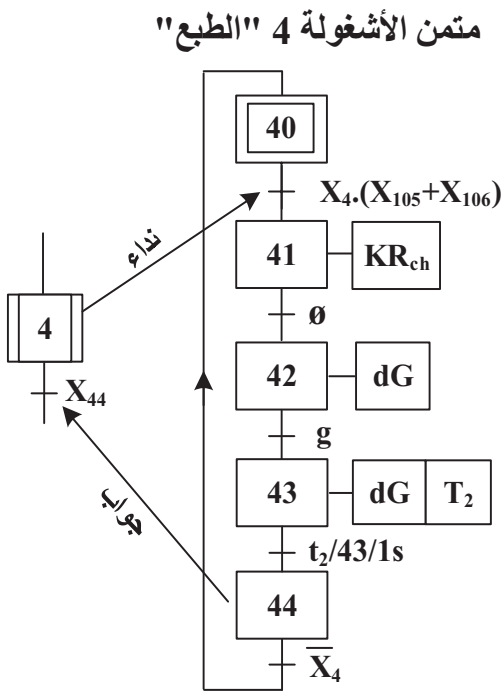 متمن الأشغولة 4 "الطبع"
40
X₄.(X₁₀₅+X₁₀₆)
نداء
41 KRch
ø
4
42 dG
X₄₄
g
43 dG T₂
جواب
t₂/43/1s
44
X̅₄